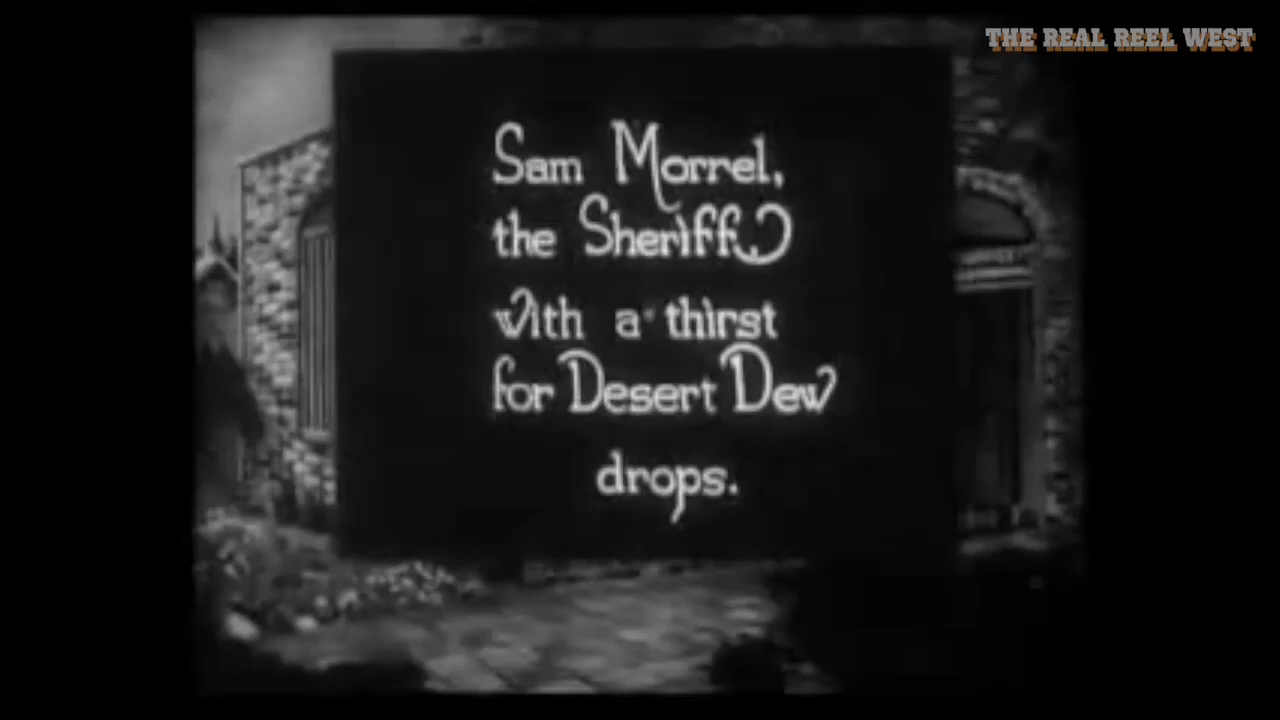 THE REAL REEL WEST
Sam Morrel,
the Sheriff
with a thirst
for Desert Dew
drops.